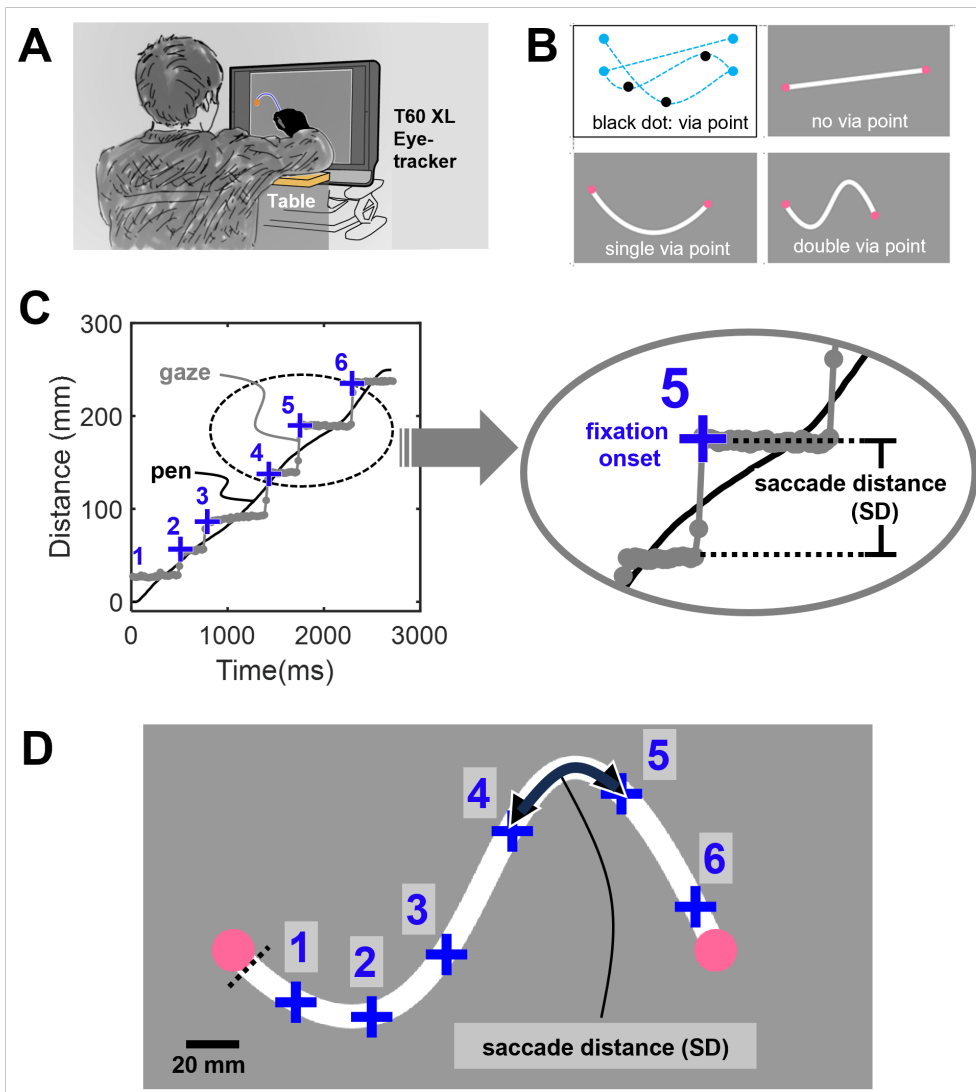 A
T60 XL
Eye-
tracker
Table
B
black dot: via point
no via point
single via point
double via point
C
300
200
100
0
Distance (mm)
0
1000
2000
3000
Time(ms)
gaze
pen
1
2
3
4
5
6
5
fixation
onset
saccade distance
(SD)
D
1
2
3
4
5
6
20 mm
saccade distance (SD)